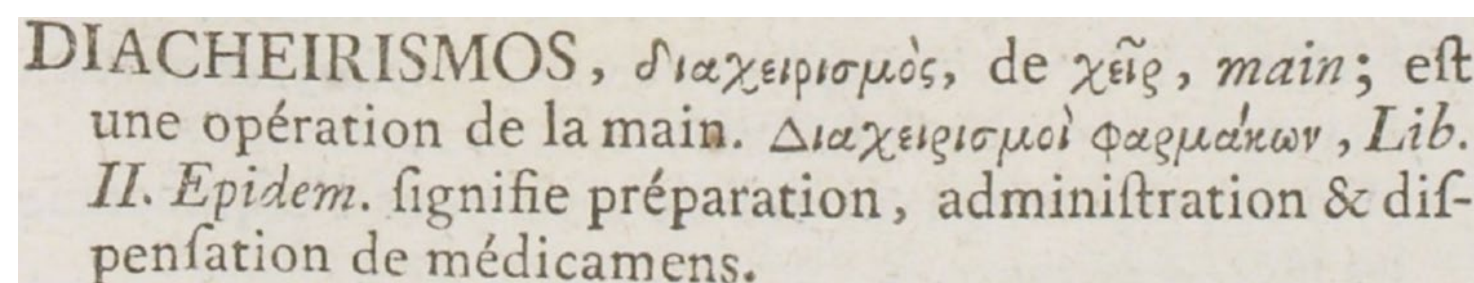 DIACHEIRISMOS, διαχειρισμὸς, de χεῖρ, main; eſt
une opération de la main. Διαχειρισμοὶ φαρμάκων, Lib.
II. Epidem. ſignifie préparation, adminiſtration & diſ-
penſation de médicamens.